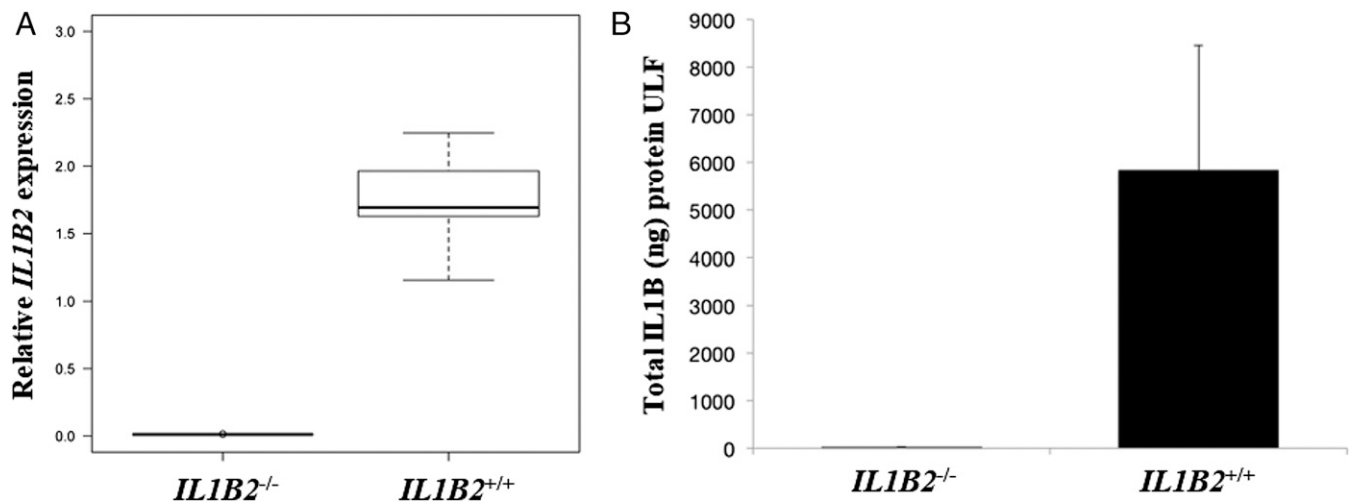 A
Relative IL1B2 expression
3.0
2.5
2.0
1.5
1.0
0.5
0.0
IL1B2-/-
IL1B2+/+
B
Total IL1B (ng) protein ULF
9000
8000
7000
6000
5000
4000
3000
2000
1000
0
IL1B2-/-
IL1B2+/+